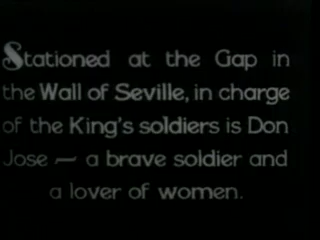 Stationed at the Gap in
the Wall of Seville, in charge
of the King's soldiers is Don
Jose — a brave soldier and
a lover of women.